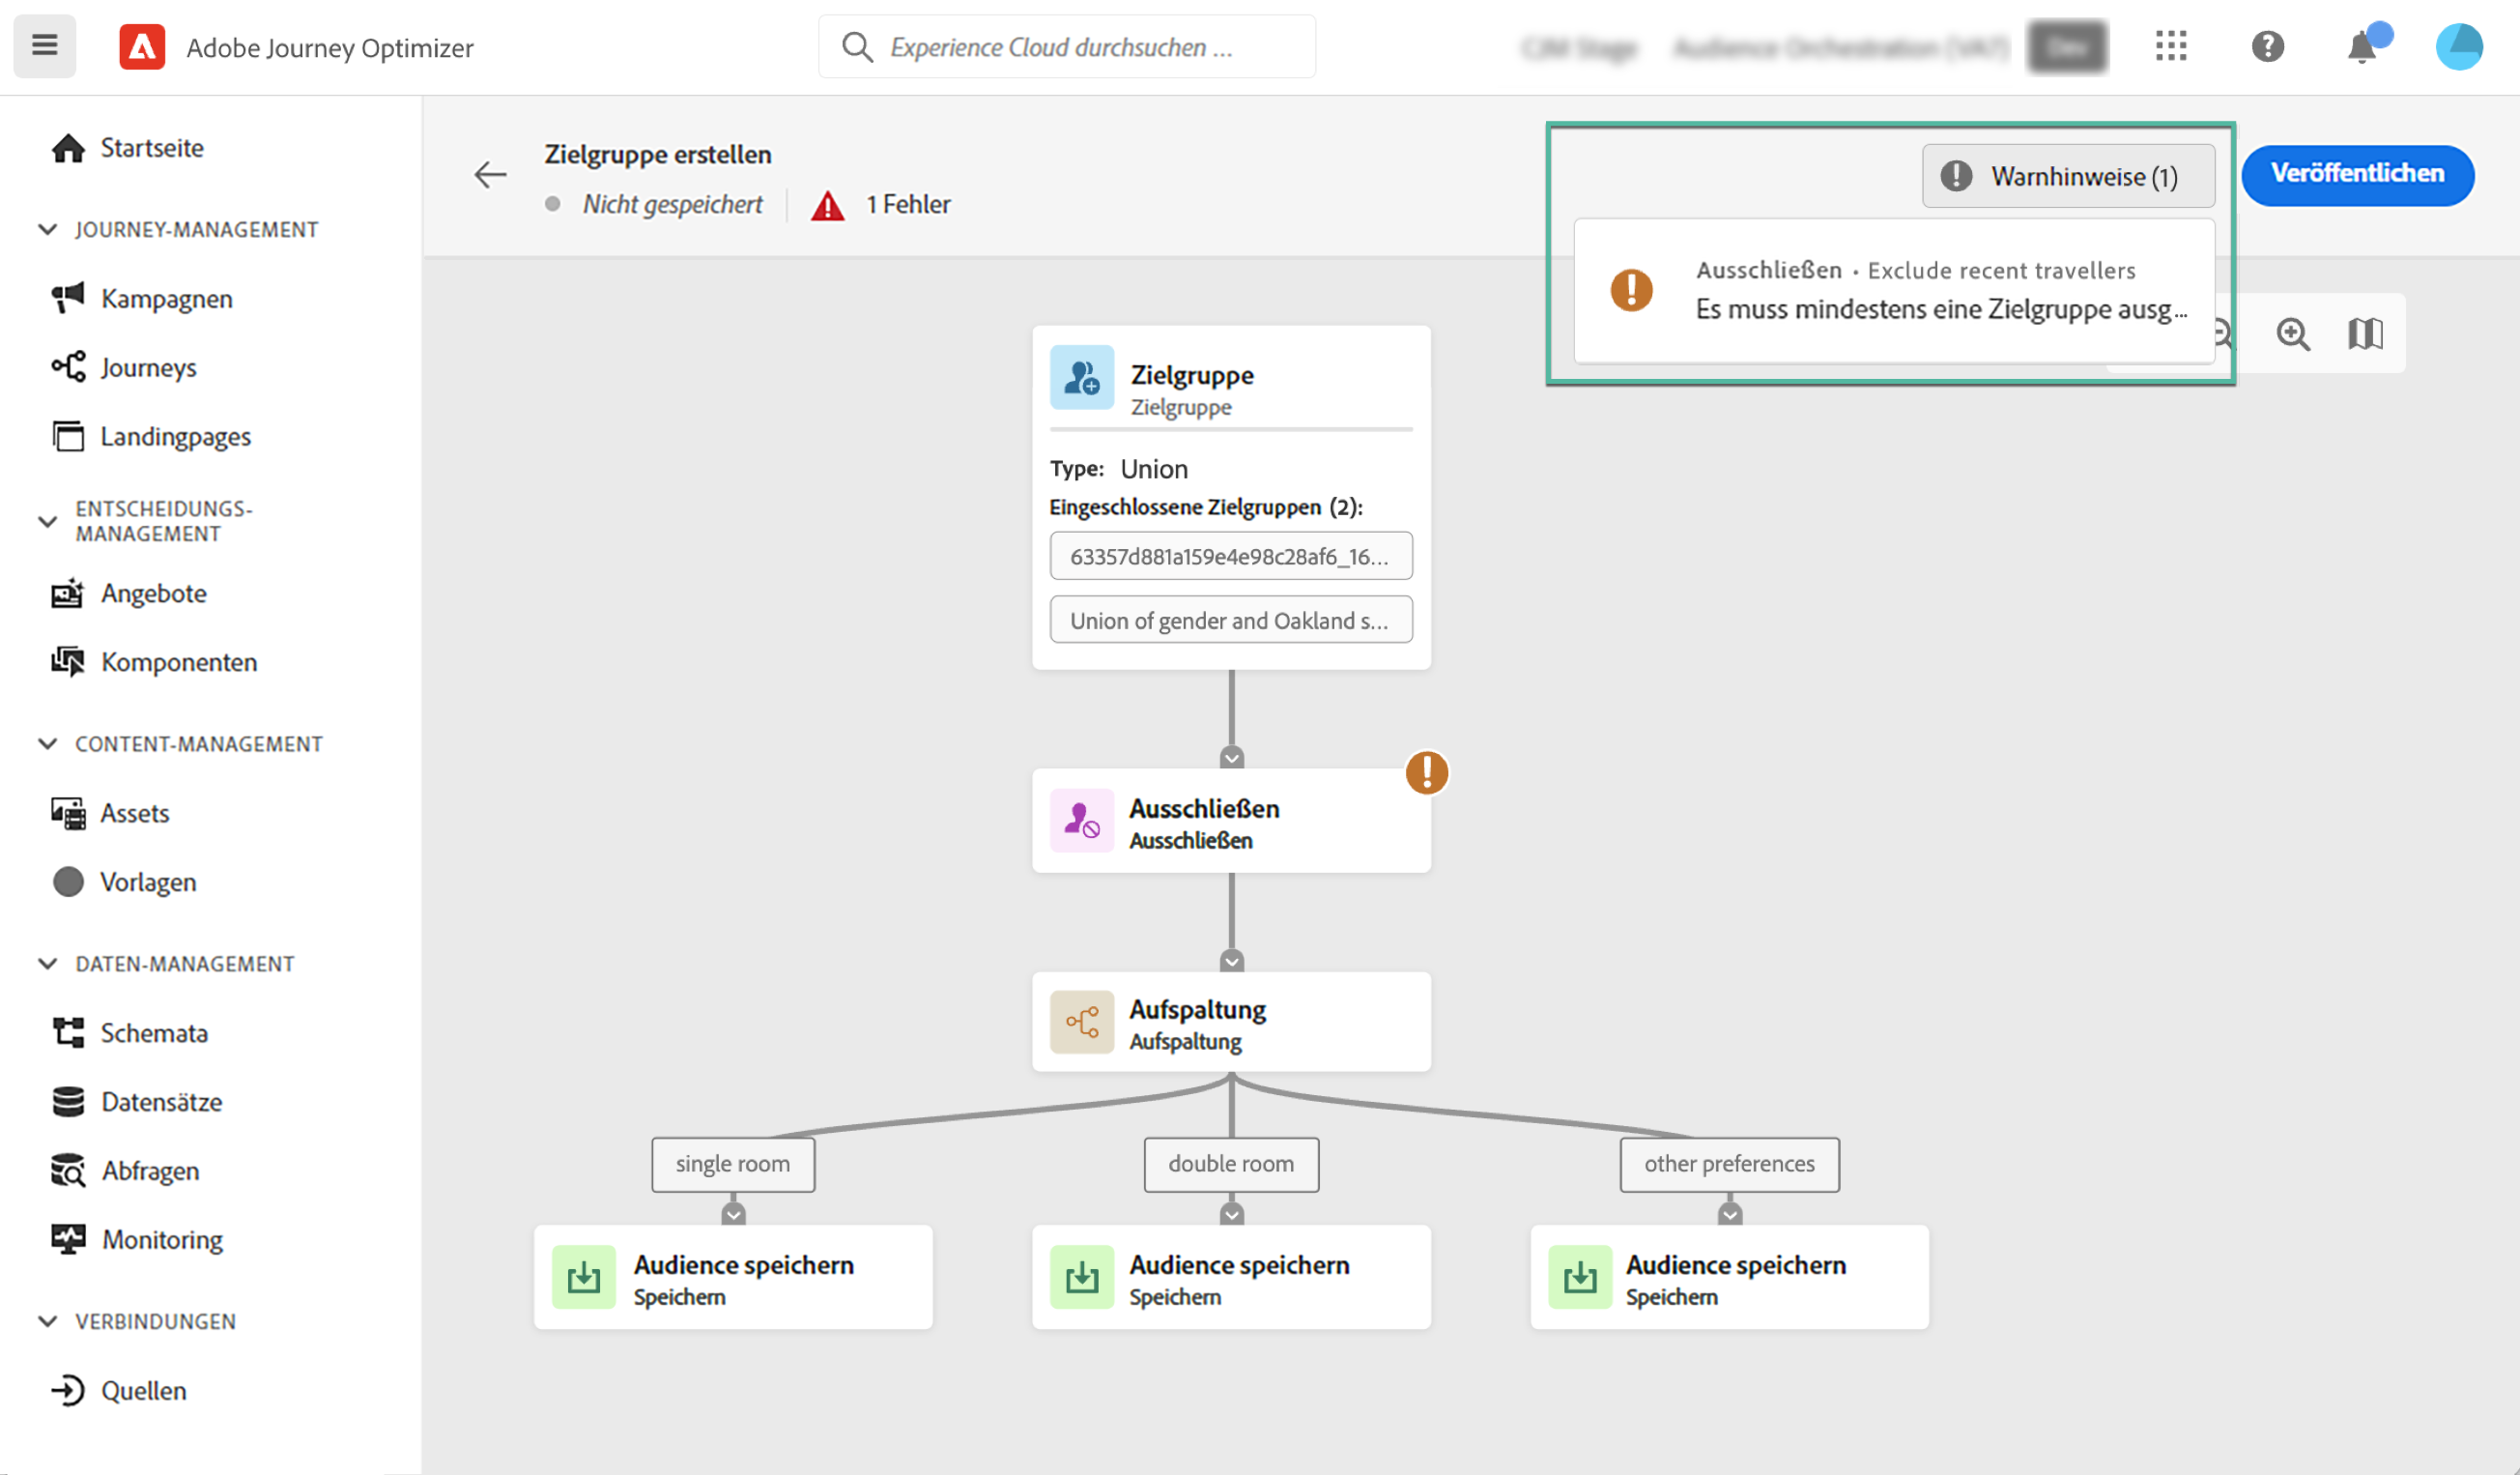 Adobe Journey Optimizer
Experience Cloud durchsuchen ...
Startseite
JOURNEY-MANAGEMENT
Kampagnen
Journeys
Landingpages
ENTSCHEIDUNGS-
MANAGEMENT
Angebote
Komponenten
CONTENT-MANAGEMENT
Assets
Vorlagen
DATEN-MANAGEMENT
Schemata
Datensätze
Abfragen
Monitoring
VERBINDUNGEN
Quellen
Zielgruppe erstellen
Nicht gespeichert
1 Fehler
Warnhinweise (1)
Veröffentlichen
Ausschließen • Exclude recent travellers
Es muss mindestens eine Zielgruppe ausg...
Zielgruppe
Zielgruppe
Type: Union
Eingeschlossene Zielgruppen (2):
63357d881a159e4e98c28af6_16...
Union of gender and Oakland s...
Ausschließen
Ausschließen
Aufspaltung
Aufspaltung
single room
double room
other preferences
Audience speichern
Speichern
Audience speichern
Speichern
Audience speichern
Speichern